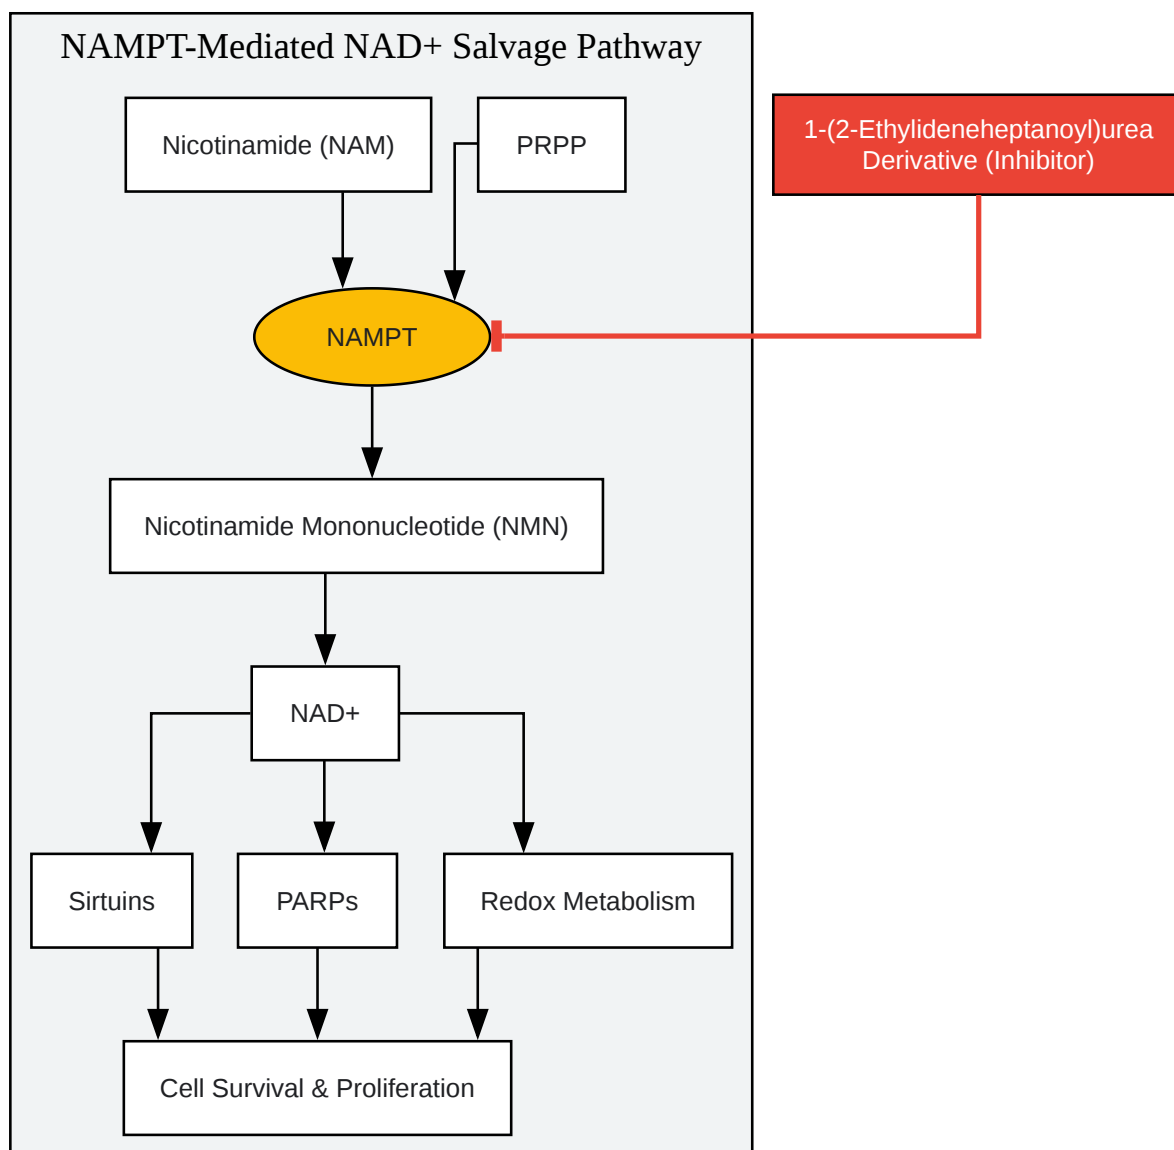 NAMPT-Mediated NAD+ Salvage Pathway
Nicotinamide (NAM)
PRPP
1-(2-Ethylideneheptanoyl)urea
Derivative (Inhibitor)
NAMPT
Nicotinamide Mononucleotide (NMN)
NAD+
Sirtuins
PARPs
Redox Metabolism
Cell Survival & Proliferation